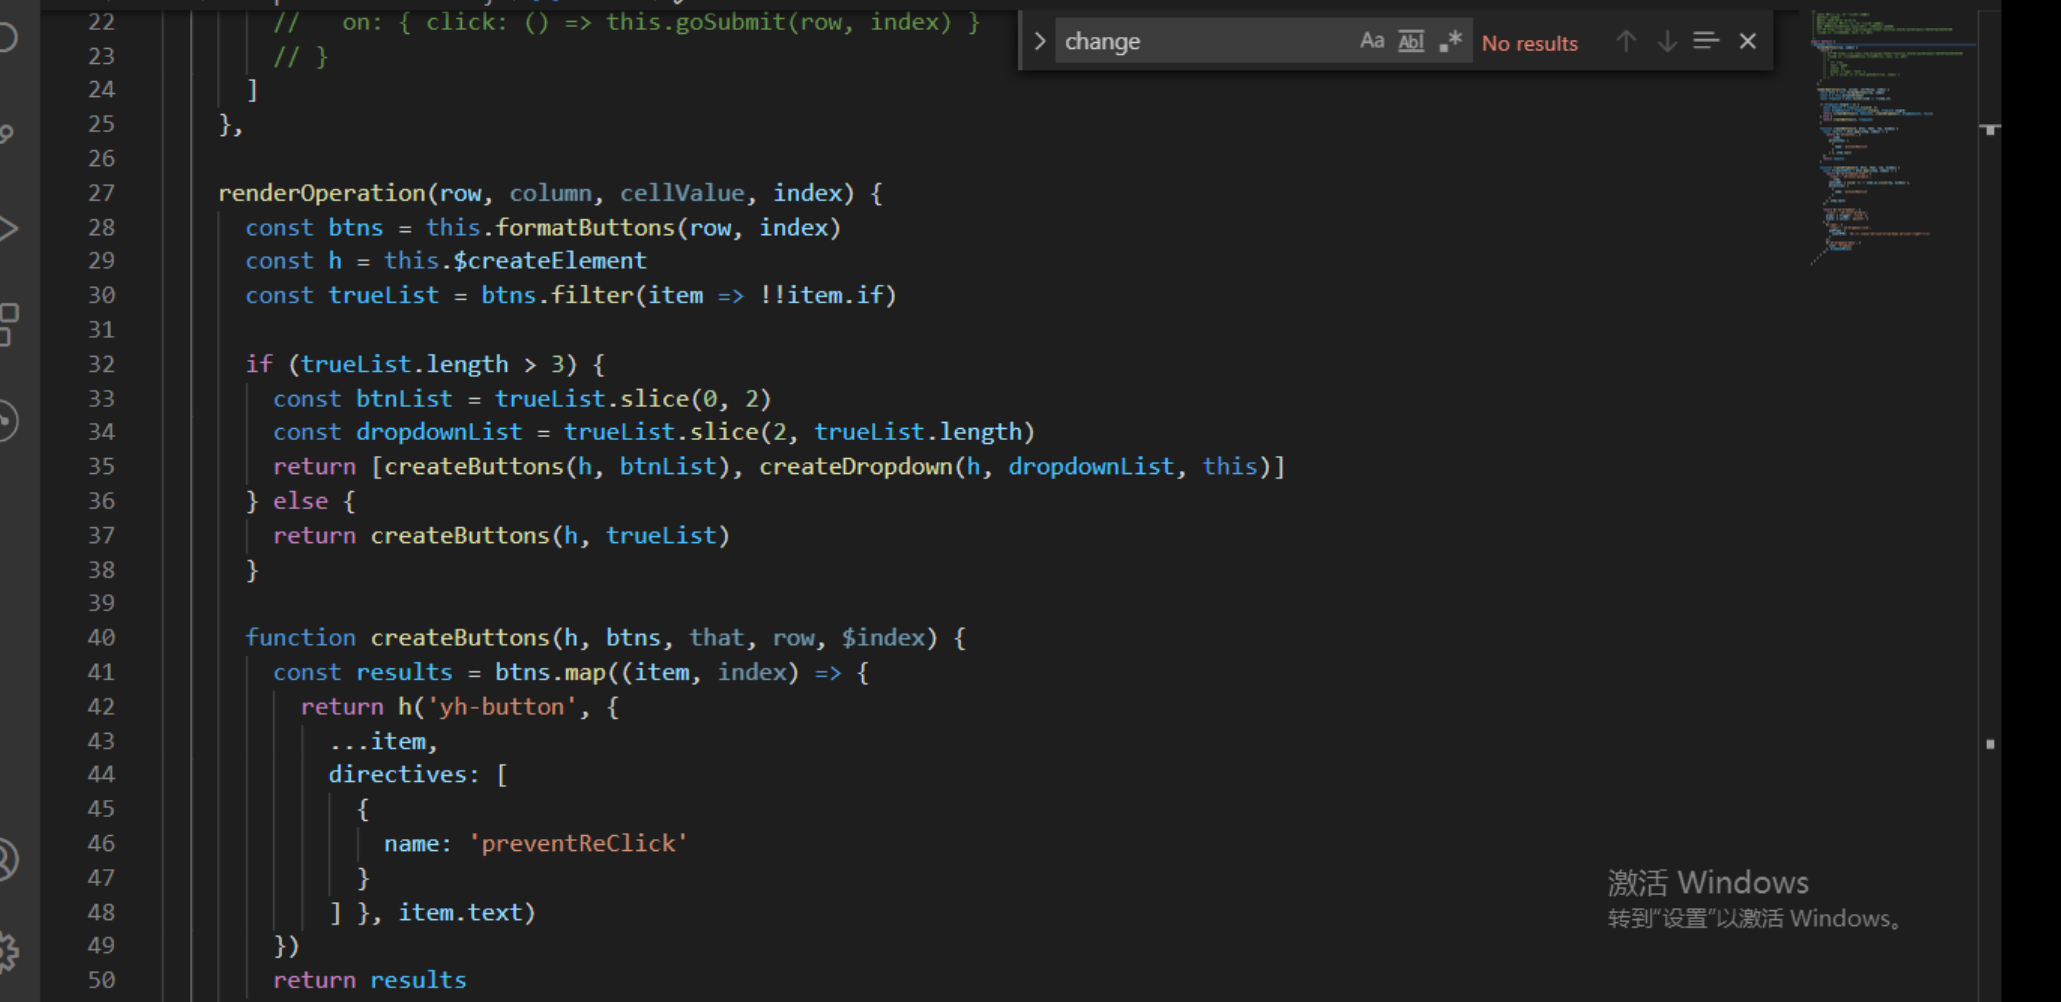 22 //   on: { click: () => this.goSubmit(row, index) }
change Aa Abl .* No results
23 // }
24 ]
25 },
26
27 renderOperation(row, column, cellValue, index) {
28 const btns = this.formatButtons(row, index)
29 const h = this.$createElement
30 const trueList = btns.filter(item => !!item.if)
31
32 if (trueList.length > 3) {
33 const btnList = trueList.slice(0, 2)
34 const dropdownList = trueList.slice(2, trueList.length)
35 return [createButtons(h, btnList), createDropdown(h, dropdownList, this)]
36 } else {
37 return createButtons(h, trueList)
38 }
39
40 function createButtons(h, btns, that, row, $index) {
41 const results = btns.map((item, index) => {
42 return h('yh-button', {
43 ...item,
44 directives: [
45 {
46 name: 'preventReClick'
47 }
48 ] }, item.text)
49 })
50 return results
激活 Windows
转到“设置”以激活 Windows。